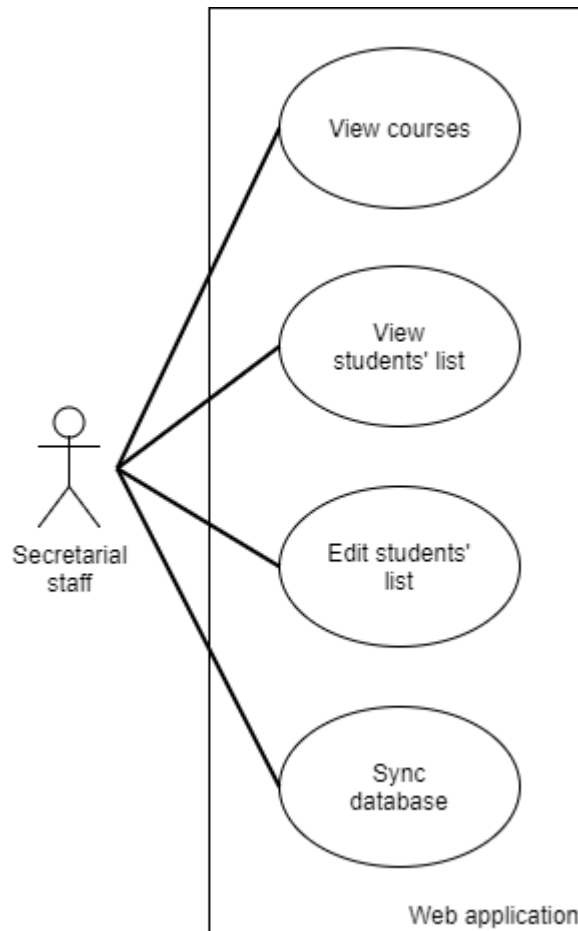 View courses
View
students' list
Secretarial
staff
Edit students'
list
Sync
database
Web application